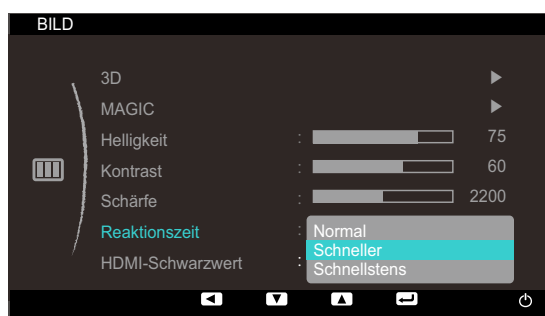 BILD
3D
MAGIC
Helligkeit : 75
Kontrast : 60
Schärfe : 2200
Reaktionszeit : Normal
Schneller
HDMI-Schwarzwert : Schnellstens